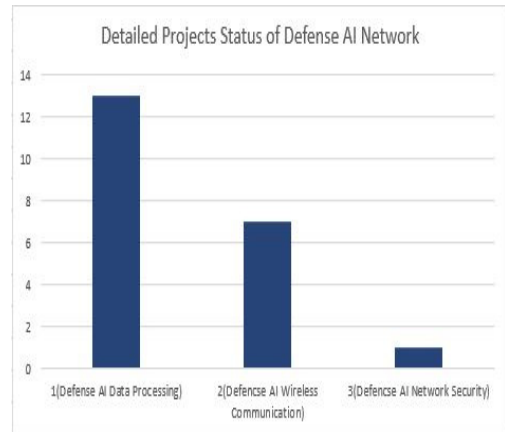 Detailed Projects Status of Defense AI Network
14
12
10
8
6
4
2
0
1(Defense AI Data Processing)
2(Defencse AI Wireless
Communication)
3(Defencse AI Network Security)